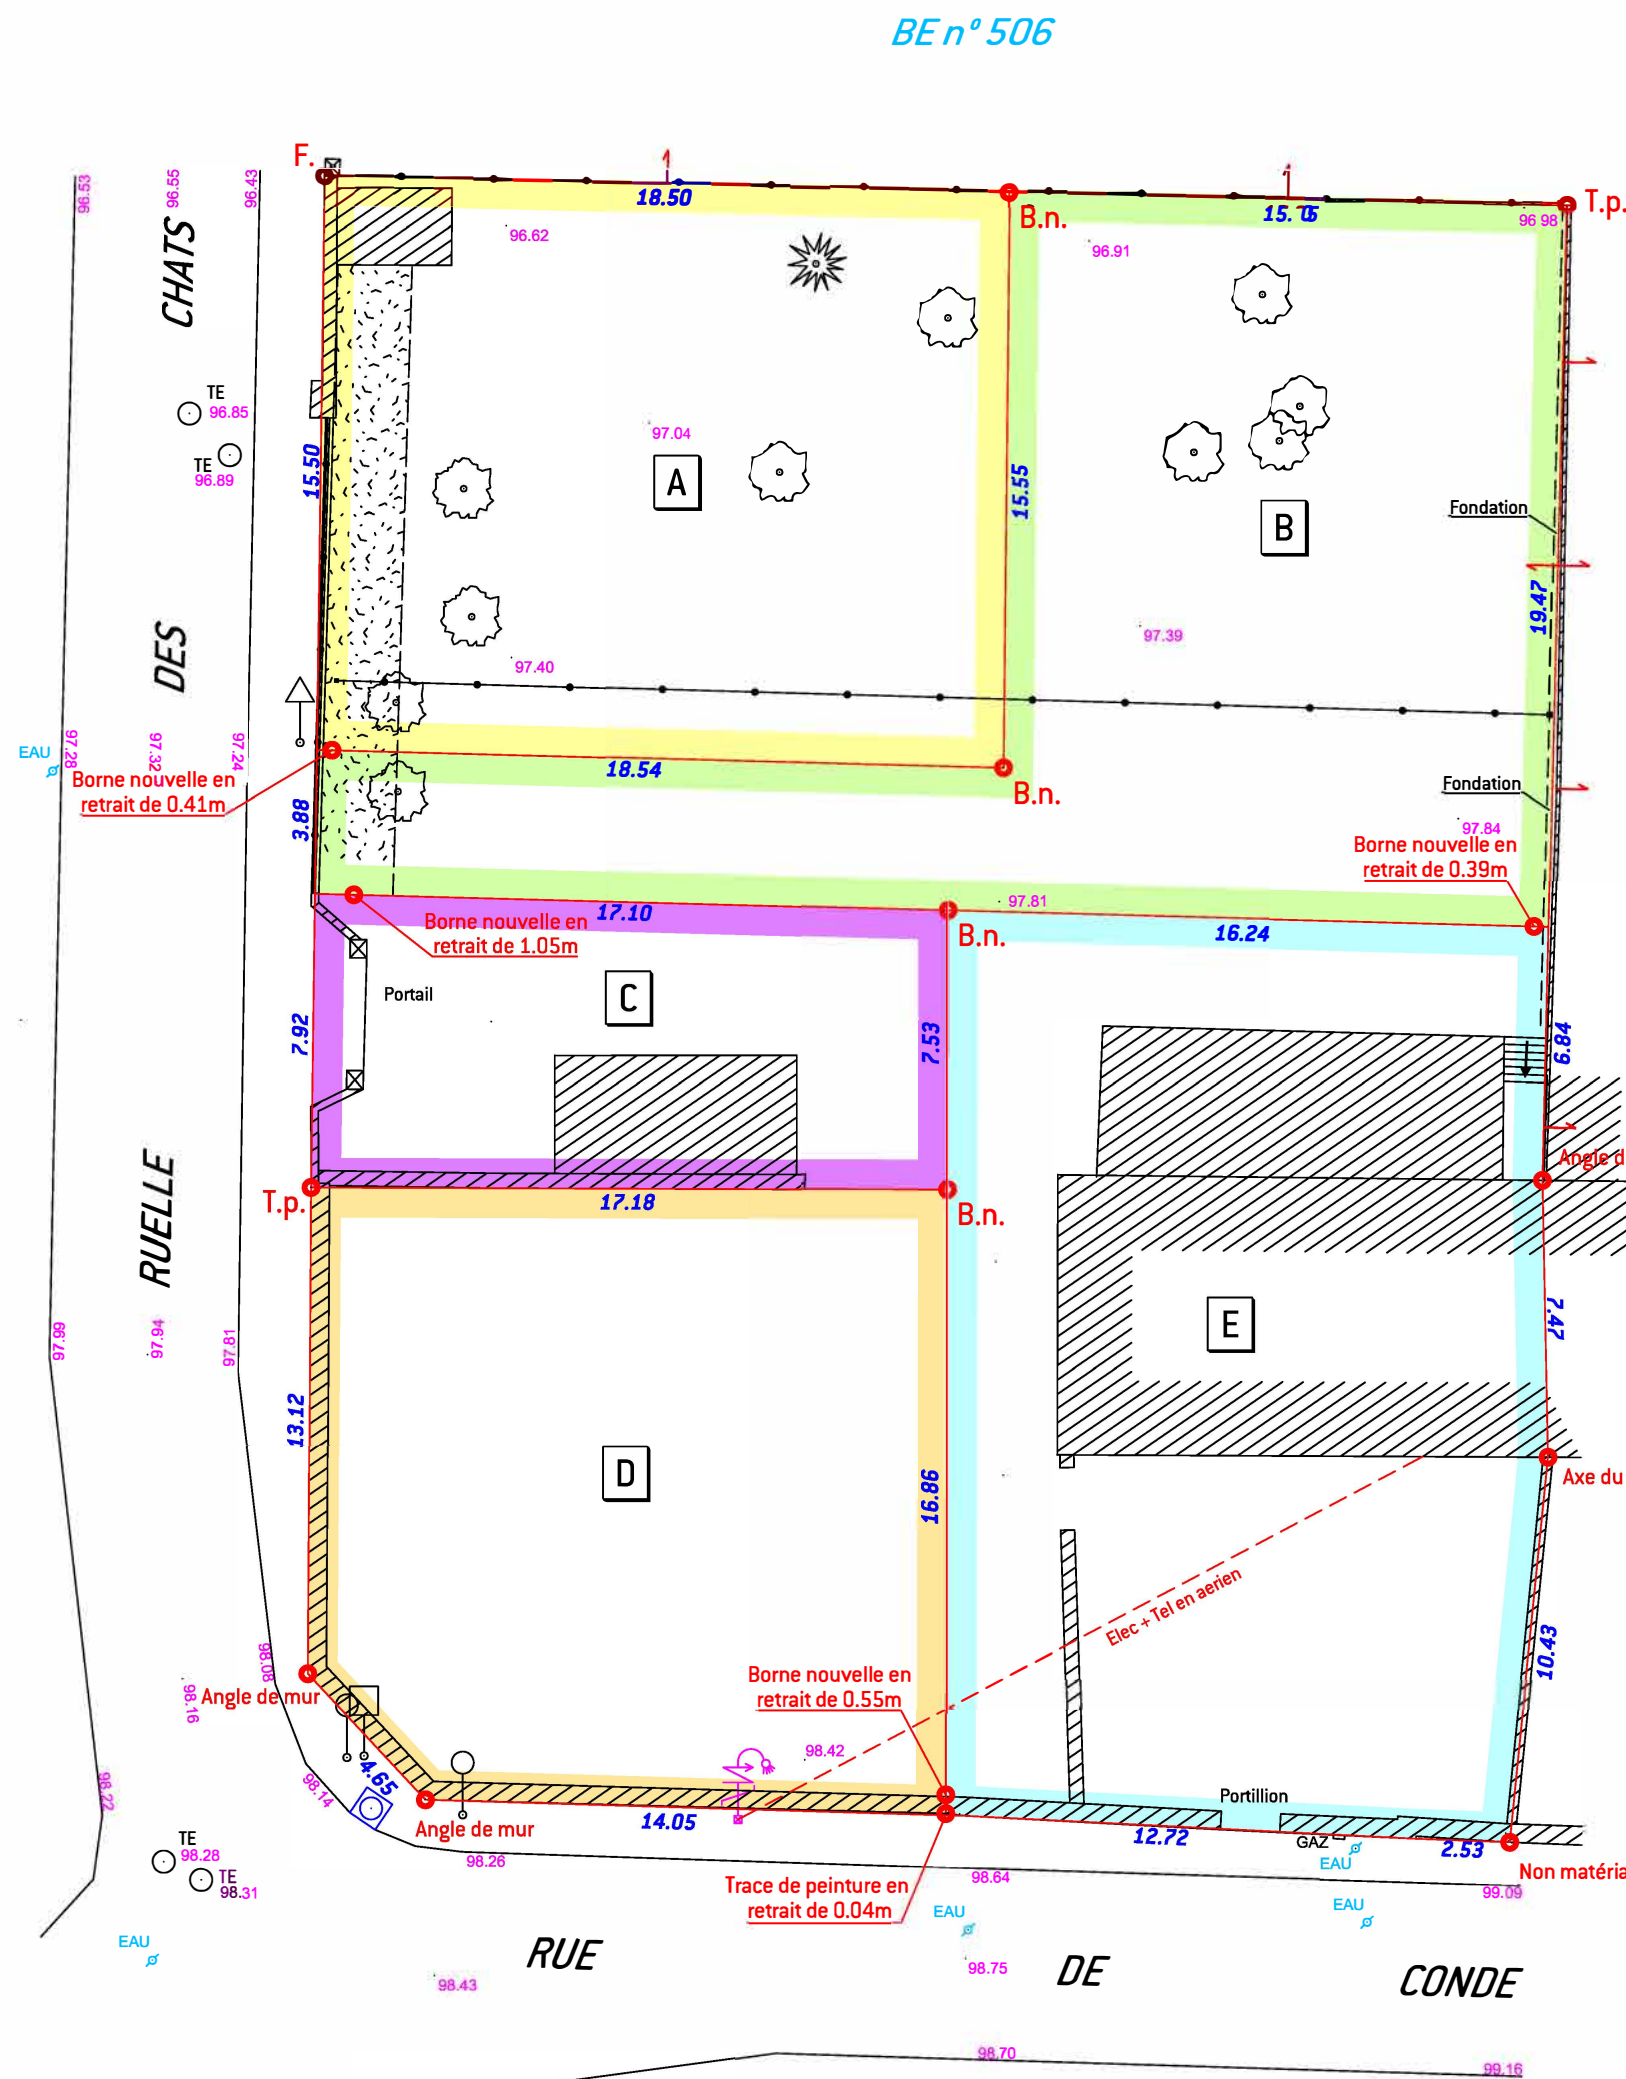 BE n° 506
F.
18.50
B.n.
96 98
T.p.
96.53
96.55
96.43
96.62
96.91
CHATS
TE
96.85
TE
96.89
97.04
A
15.50
15.55
B
Fondation
19.47
DES
97.40
97.39
EAU
97.28
97.32
97.24
Borne nouvelle en
retrait de 0.41m
18.54
B.n.
Fondation
3.88
97.84
Borne nouvelle en
retrait de 0.39m
97.81
17.10
Borne nouvelle en
retrait de 1.05m
B.n.
16.24
Portail
C
7.92
7.53
6.84
RUELLE
Angle d
T.p.
17.18
B.n.
97.99
97.94
97.81
E
7.47
13.12
D
16.86
Axe du
Elec + Tel en aerien
10.43
98.08
98.16
Angle de mur
Borne nouvelle en
retrait de 0.55m
98.42
98.22
98.14
4.65
Portillion
Angle de mur
14.05
12.72
GAZ
2.53
EAU
TE
98.28
TE
98.31
98.26
98.64
Non matéria
99.09
Trace de peinture en
retrait de 0.04m
EAU
EAU
EAU
RUE
DE
CONDE
98.43
98.75
98.70
99.16